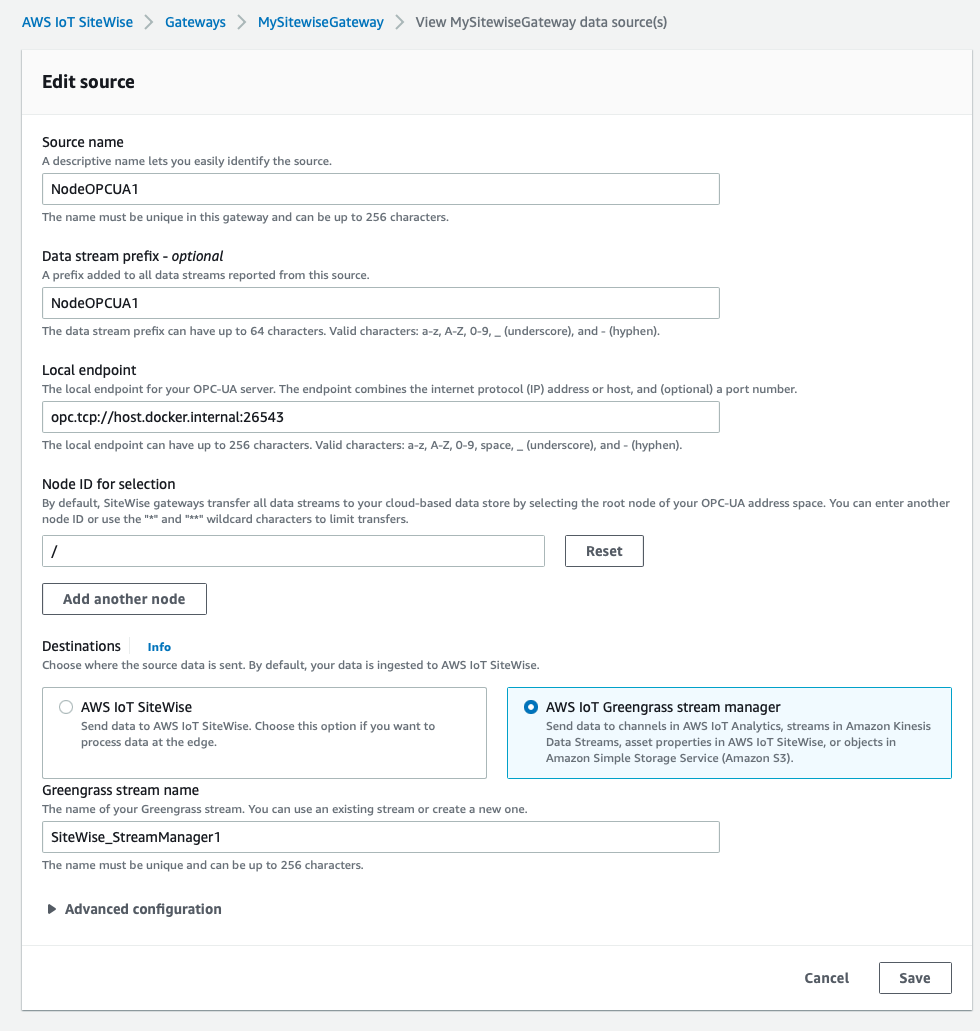 AWS IoT SiteWise > Gateways > MySitewiseGateway > View MySitewiseGateway data source(s)
Edit source
Source name
A descriptive name lets you easily identify the source.
NodeOPCUA1
The name must be unique in this gateway and can be up to 256 characters.
Data stream prefix - optional
A prefix added to all data streams reported from this source.
NodeOPCUA1
The data stream prefix can have up to 64 characters. Valid characters: a-z, A-Z, 0-9, _ (underscore), and - (hyphen).
Local endpoint
The local endpoint for your OPC-UA server. The endpoint combines the internet protocol (IP) address or host, and (optional) a port number.
opc.tcp://host.docker.internal:26543
The local endpoint can have up to 256 characters. Valid characters: a-z, A-Z, 0-9, space, _ (underscore), and - (hyphen).
Node ID for selection
By default, SiteWise gateways transfer all data streams to your cloud-based data store by selecting the root node of your OPC-UA address space. You can enter another
node ID or use the "*" and "**" wildcard characters to limit transfers.
/
Reset
Add another node
Destinations Info
Choose where the source data is sent. By default, your data is ingested to AWS IoT SiteWise.
AWS IoT SiteWise
Send data to AWS IoT SiteWise. Choose this option if you want to
process data at the edge.
AWS IoT Greengrass stream manager
Send data to channels in AWS IoT Analytics, streams in Amazon Kinesis
Data Streams, asset properties in AWS IoT SiteWise, or objects in
Amazon Simple Storage Service (Amazon S3).
Greengrass stream name
The name of your Greengrass stream. You can use an existing stream or create a new one.
SiteWise_StreamManager1
The name must be unique and can be up to 256 characters.
Advanced configuration
Cancel
Save